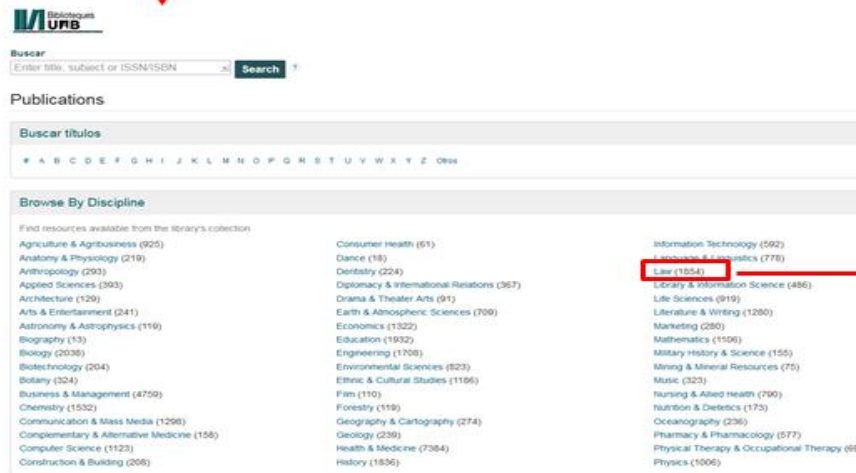 Biblioteques
UAB
Buscar
Enter title, subject or ISSN/ISBN
Search
Publications
Buscar títulos
# A B C D E F G H I J K L M N O P Q R S T U V W X Y Z Otros
Browse By Discipline
Find resources available from the library's collection
Agriculture & Agribusiness (925)
Anatomy & Physiology (219)
Anthropology (293)
Applied Sciences (393)
Architecture (129)
Arts & Entertainment (241)
Astronomy & Astrophysics (119)
Biography (13)
Biology (2038)
Biotechnology (204)
Botany (324)
Business & Management (4759)
Chemistry (1532)
Communication & Mass Media (1298)
Complementary & Alternative Medicine (158)
Computer Science (1123)
Construction & Building (208)
Consumer Health (61)
Dance (18)
Dentistry (224)
Diplomacy & International Relations (367)
Drama & Theater Arts (91)
Earth & Atmospheric Sciences (709)
Economics (1322)
Education (1932)
Engineering (1708)
Environmental Sciences (823)
Ethnic & Cultural Studies (1186)
Film (110)
Forestry (119)
Geography & Cartography (274)
Geology (239)
Health & Medicine (7384)
History (1836)
Information Technology (592)
Language & Linguistics (778)
Law (1854)
Library & Information Science (486)
Life Sciences (919)
Literature & Writing (1280)
Marketing (280)
Mathematics (1106)
Military History & Science (155)
Mining & Mineral Resources (75)
Music (323)
Nursing & Allied Health (790)
Nutrition & Dietetics (173)
Oceanography (236)
Pharmacy & Pharmacology (577)
Physical Therapy & Occupational Therapy
Physics (1006)